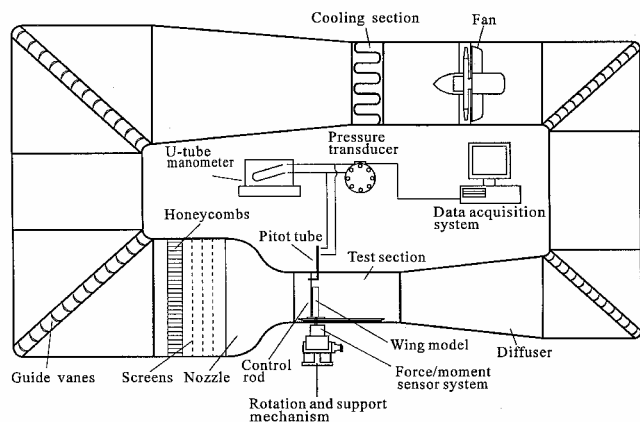 Cooling section
Fan
U-tube
manometer
Pressure
transducer
Data acquisition
system
Honeycombs
Pitot tube
Test section
Guide vanes
Screens
Nozzle
Control
rod
Wing model
Force/moment
sensor system
Diffuser
Rotation and support
mechanism